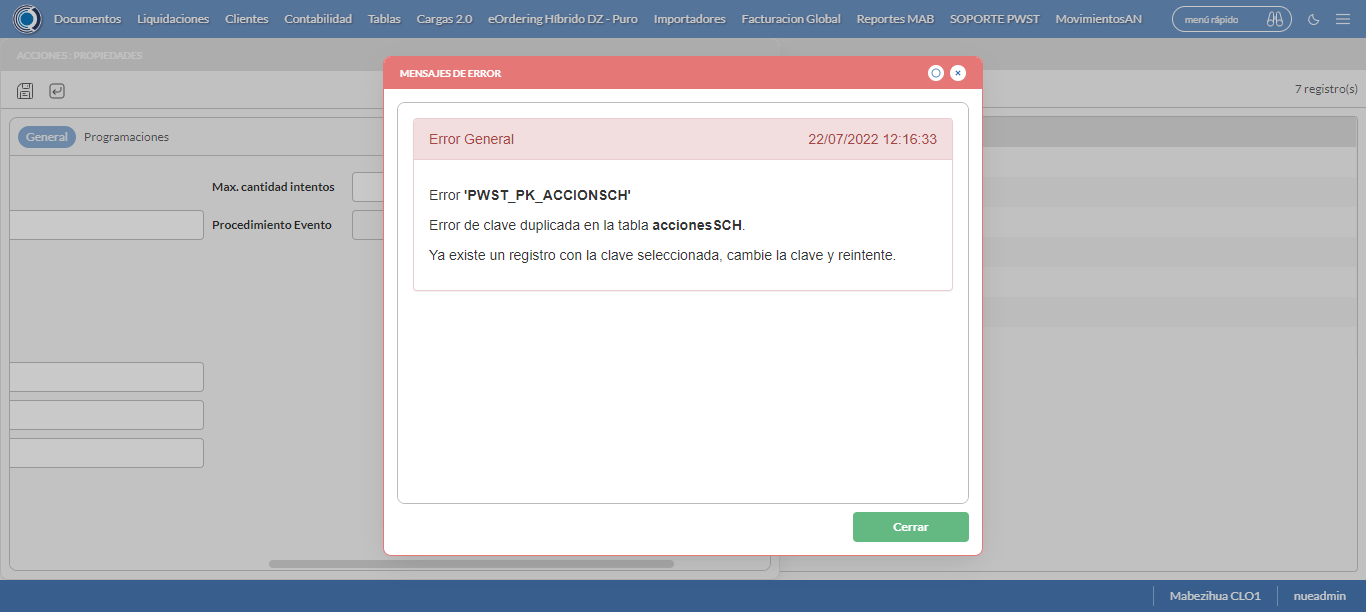 Documentos Liquidaciones Clientes Contabilidad Tablas Cargas 2.0 eOrdering Híbrido DZ - Puro Importadores Facturacion Global Reportes MAB SOPORTE PWST MovimientosAN menú rápido
ACCIONES : PROPIEDADES
MENSAJES DE ERROR
7 registro(s)
General Programaciones
Error General 22/07/2022 12:16:33
Max. cantidad intentos
Error 'PWST_PK_ACCIONSCH'
Procedimiento Evento
Error de clave duplicada en la tabla accionesSCH.
Ya existe un registro con la clave seleccionada, cambie la clave y reintente.
Cerrar
Mabezihua CLO1 nueadmin